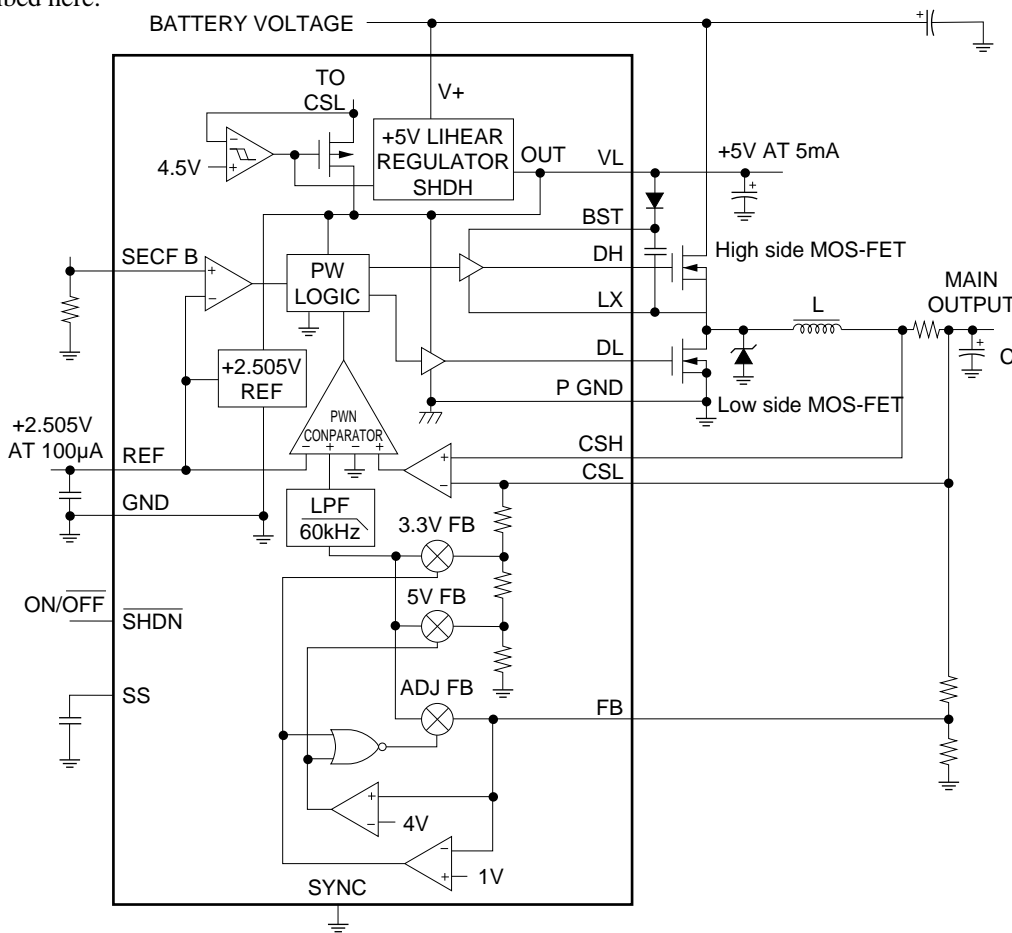 bed here.
BATTERY VOLTAGE
TO
CSL
V+
+5V LIHEAR
REGULATOR
SHDH
OUT
VL
+5V AT 5mA
4.5V
-
+
BST
DH
High side MOS-FET
SECF B
+
-
PW
LOGIC
LX
L
MAIN
OUTPUT
DL
C
+2.505V
REF
P GND
Low side MOS-FET
+2.505V
AT 100µA
REF
PWN
CONPARATOR
- + - +
CSH
CSL
+
-
GND
LPF
60kHz
3.3V FB
ON/OFF
SHDN
5V FB
SS
ADJ FB
FB
+
-
4V
-
+
1V
SYNC